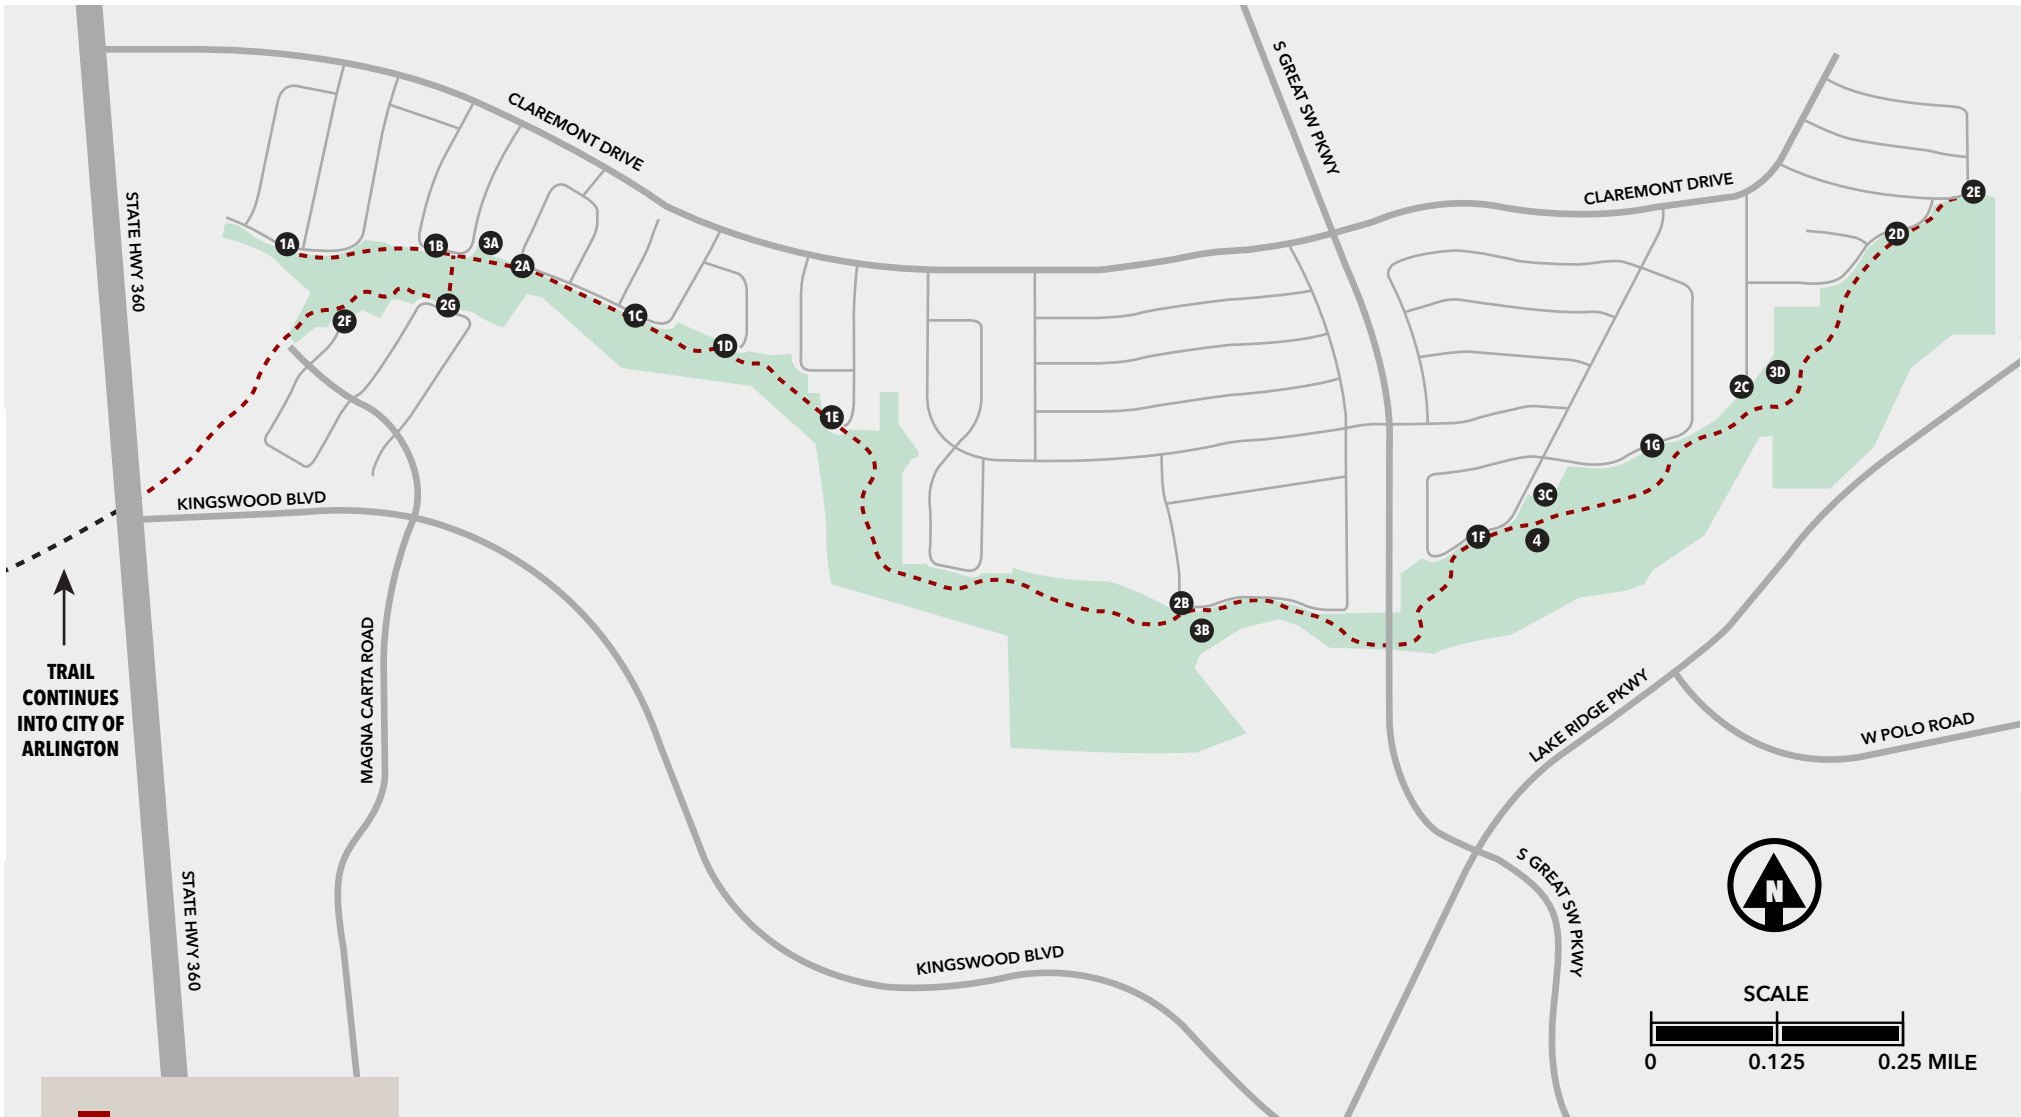 S GREAT SW PKWY
CLAREMONT DRIVE
CLAREMONT DRIVE
STATE HWY 360
2E
2D
1A
1B
3A
2A
2G
2F
1C
1D
1E
3D
2C
1G
3C
1F
4
2B
3B
KINGSWOOD BLVD
TRAIL
CONTINUES
INTO CITY OF
ARLINGTON
MAGNA CARTA ROAD
LAKE RIDGE PKWY
W POLO ROAD
STATE HWY 360
S GREAT SW PKWY
KINGSWOOD BLVD
N
SCALE
0 0.125 0.25 MILE